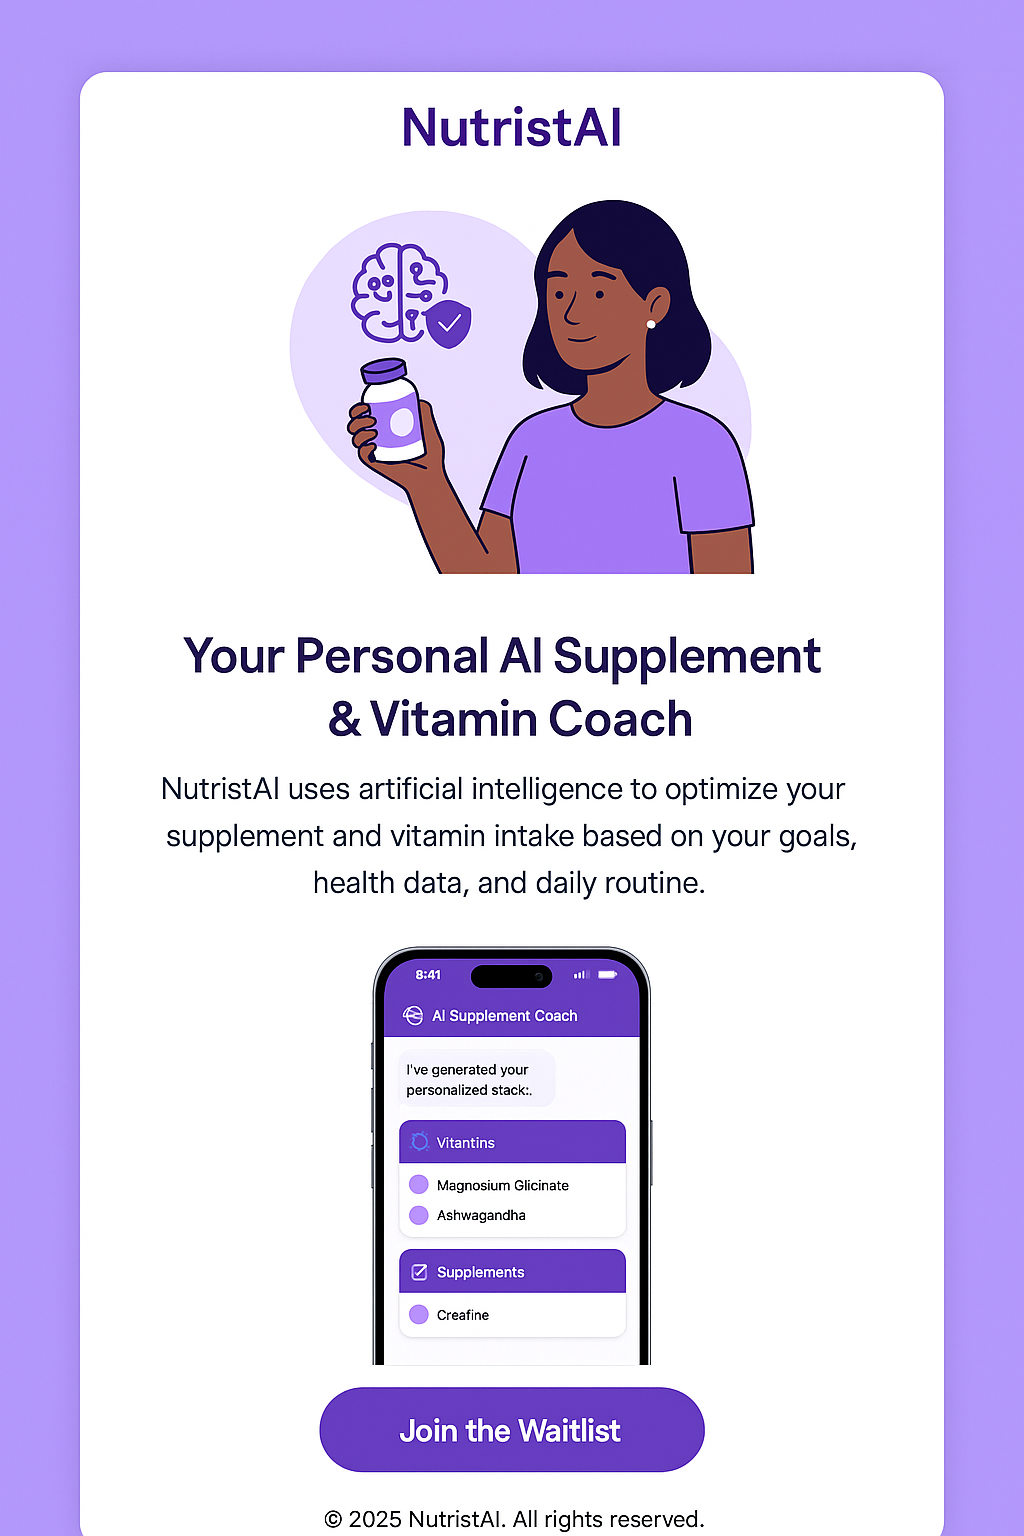 NutristAI
Your Personal AI Supplement
& Vitamin Coach
NutristAI uses artificial intelligence to optimize your
supplement and vitamin intake based on your goals,
health data, and daily routine.
8:41
AI Supplement Coach
I've generated your
personalized stack:.
Vitantins
Magnosium Glicinate
Ashwagandha
Supplements
Creafine
Join the Waitlist
© 2025 NutristAI. All rights reserved.